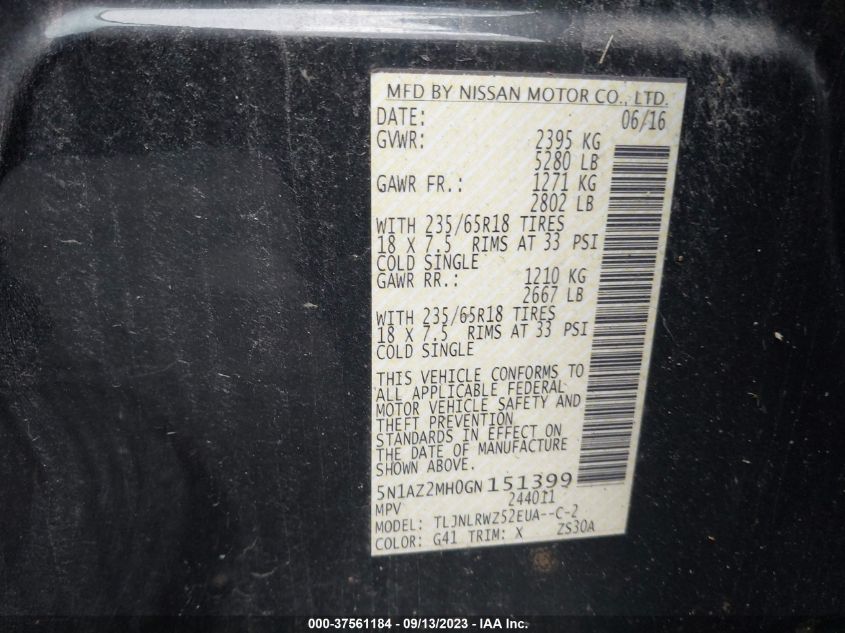 MFD BY NISSAN MOTOR CO., LTD.
DATE: 06/16
GVWR: 2395 KG
5280 LB
GAWR FR.: 1271 KG
2802 LB
WITH 235/65R18 TIRES
18 X 7.5 RIMS AT 33 PSI
COLD SINGLE
GAWR RR.: 1210 KG
2667 LB
WITH 235/65R18 TIRES
18 X 7.5 RIMS AT 33 PSI
COLD SINGLE
THIS VEHICLE CONFORMS TO
ALL APPLICABLE FEDERAL
MOTOR VEHICLE SAFETY AND
THEFT PREVENTION
STANDARDS IN EFFECT ON
THE DATE OF MANUFACTURE
SHOWN ABOVE.
5N1AZ2MH0GN151399
MPV 244011
MODEL: TLJNLRWZ52EUA--C-2
COLOR: G41 TRIM: X ZS30A
000-37561184 - 09/13/2023 - IAA Inc.